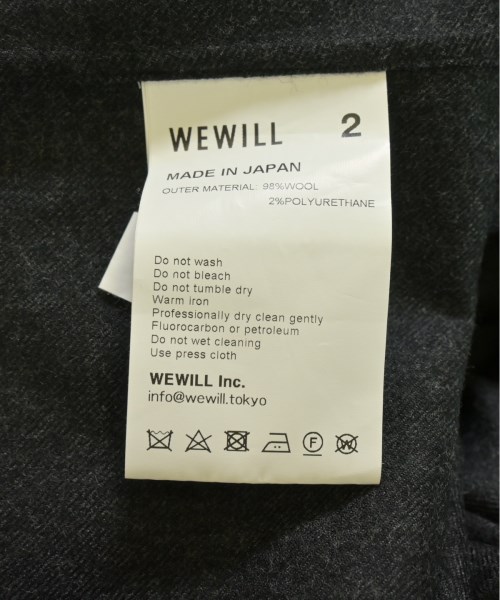 WEWILL 2
MADE IN JAPAN
OUTER MATERIAL: 98%WOOL
2%POLYURETHANE
Do not wash
Do not bleach
Do not tumble dry
Warm iron
Professionally dry clean gently
Fluorocarbon or petroleum
Do not wet cleaning
Use press cloth
WEWILL Inc.
info@wewill.tokyo
F W